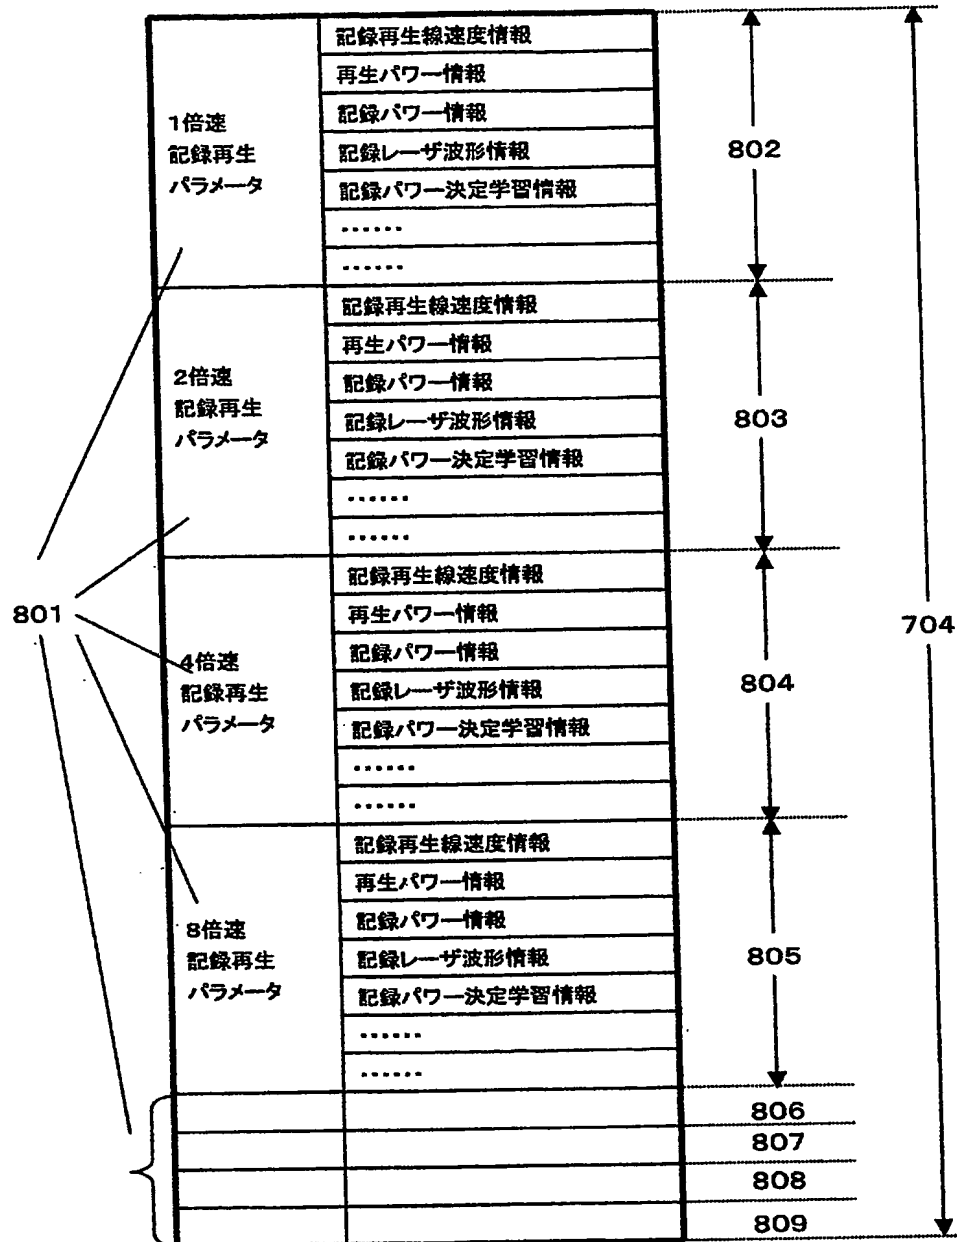 記録再生線速度情報
再生パワー情報
記録パワー情報
記録レーザ波形情報
記録パワー決定学習情報
……
……
1倍速
記録再生
パラメータ
802
記録再生線速度情報
再生パワー情報
記録パワー情報
記録レーザ波形情報
記録パワー決定学習情報
……
……
2倍速
記録再生
パラメータ
803
801
記録再生線速度情報
再生パワー情報
記録パワー情報
記録レーザ波形情報
記録パワー決定学習情報
……
……
4倍速
記録再生
パラメータ
804
704
記録再生線速度情報
再生パワー情報
記録パワー情報
記録レーザ波形情報
記録パワー決定学習情報
……
……
8倍速
記録再生
パラメータ
805
806
807
808
809